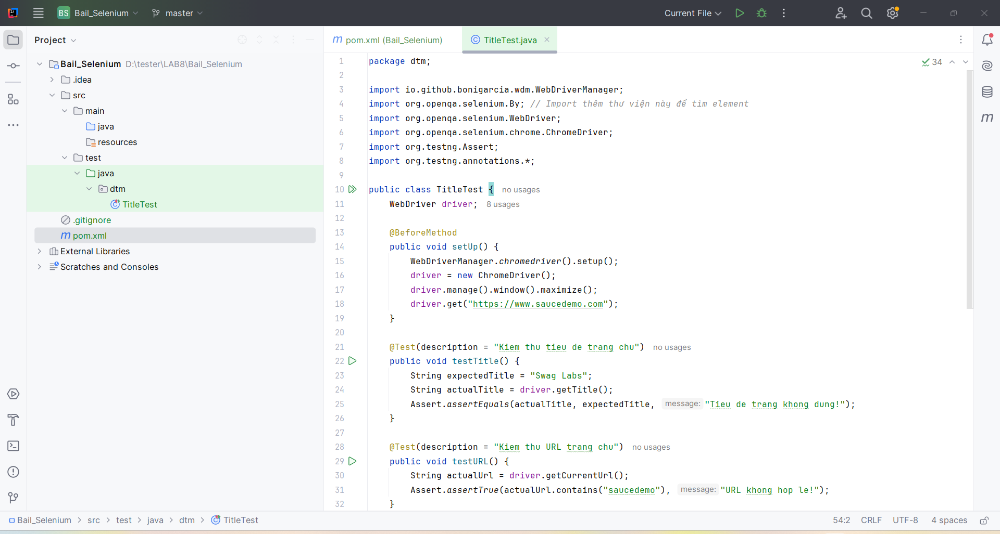 BS Bail_Selenium master Current File
Project
Bail_Selenium D:\tester\LAB8\Bail_Selenium
.idea
src
main
java
resources
test
java
dtm
TitleTest
.gitignore
m pom.xml
External Libraries
Scratches and Consoles
m pom.xml (Bail_Selenium) TitleTest.java
34
1 package dtm;
2
3 import io.github.bonigarcia.wdm.WebDriverManager;
4 import org.openqa.selenium.By; // Import thêm thư viện này để tìm element
5 import org.openqa.selenium.WebDriver;
6 import org.openqa.selenium.chrome.ChromeDriver;
7 import org.testng.Assert;
8 import org.testng.annotations.*;
9
10 public class TitleTest { no usages
11 WebDriver driver; 8 usages
12
13 @BeforeMethod
14 public void setUp() {
15 WebDriverManager.chromedriver().setup();
16 driver = new ChromeDriver();
17 driver.manage().window().maximize();
18 driver.get("https://www.saucedemo.com");
19 }
20
21 @Test(description = "Kiem thu tieu de trang chu") no usages
22 public void testTitle() {
23 String expectedTitle = "Swag Labs";
24 String actualTitle = driver.getTitle();
25 Assert.assertEquals(actualTitle, expectedTitle, message: "Tieu de trang khong dung!");
26 }
27
28 @Test(description = "Kiem thu URL trang chu") no usages
29 public void testURL() {
30 String actualUrl = driver.getCurrentUrl();
31 Assert.assertTrue(actualUrl.contains("saucedemo"), message: "URL khong hop le!");
32 }
m
Bail_Selenium > src > test > java > dtm > TitleTest
54:2 CRLF UTF-8 4 spaces